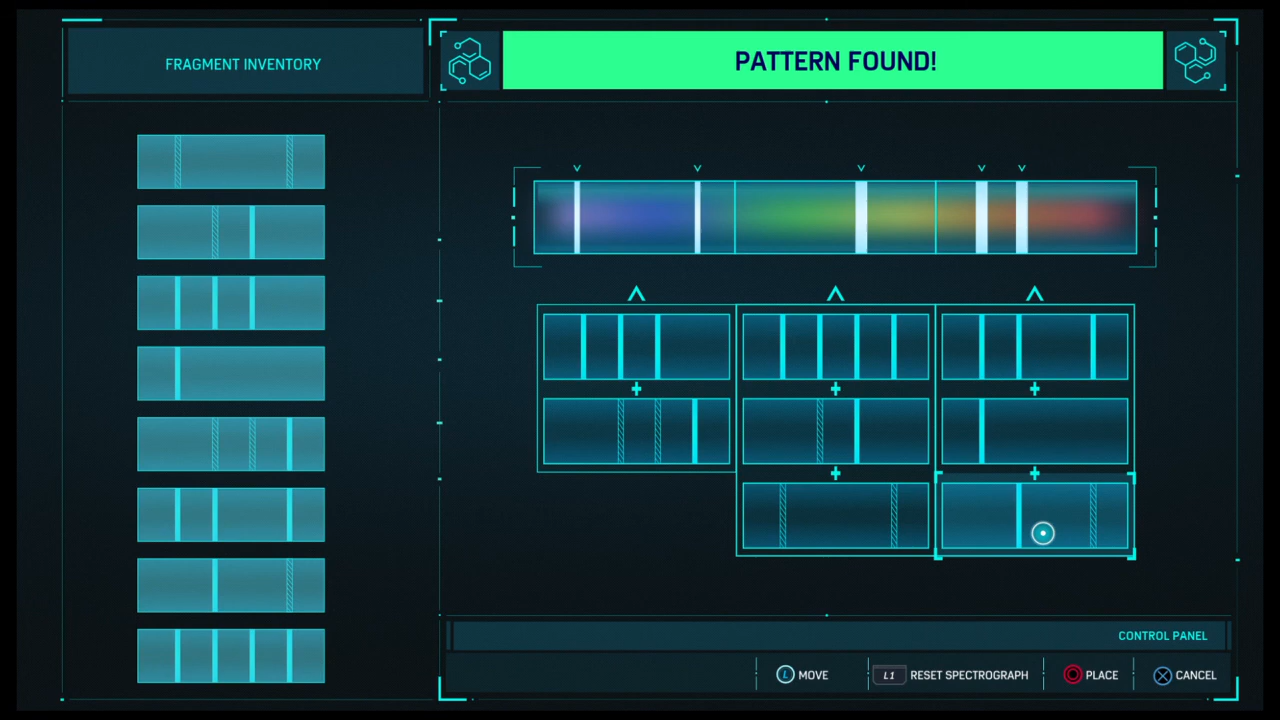 FRAGMENT INVENTORY
PATTERN FOUND!
CONTROL PANEL
L MOVE
L1 RESET SPECTROGRAPH
PLACE
CANCEL